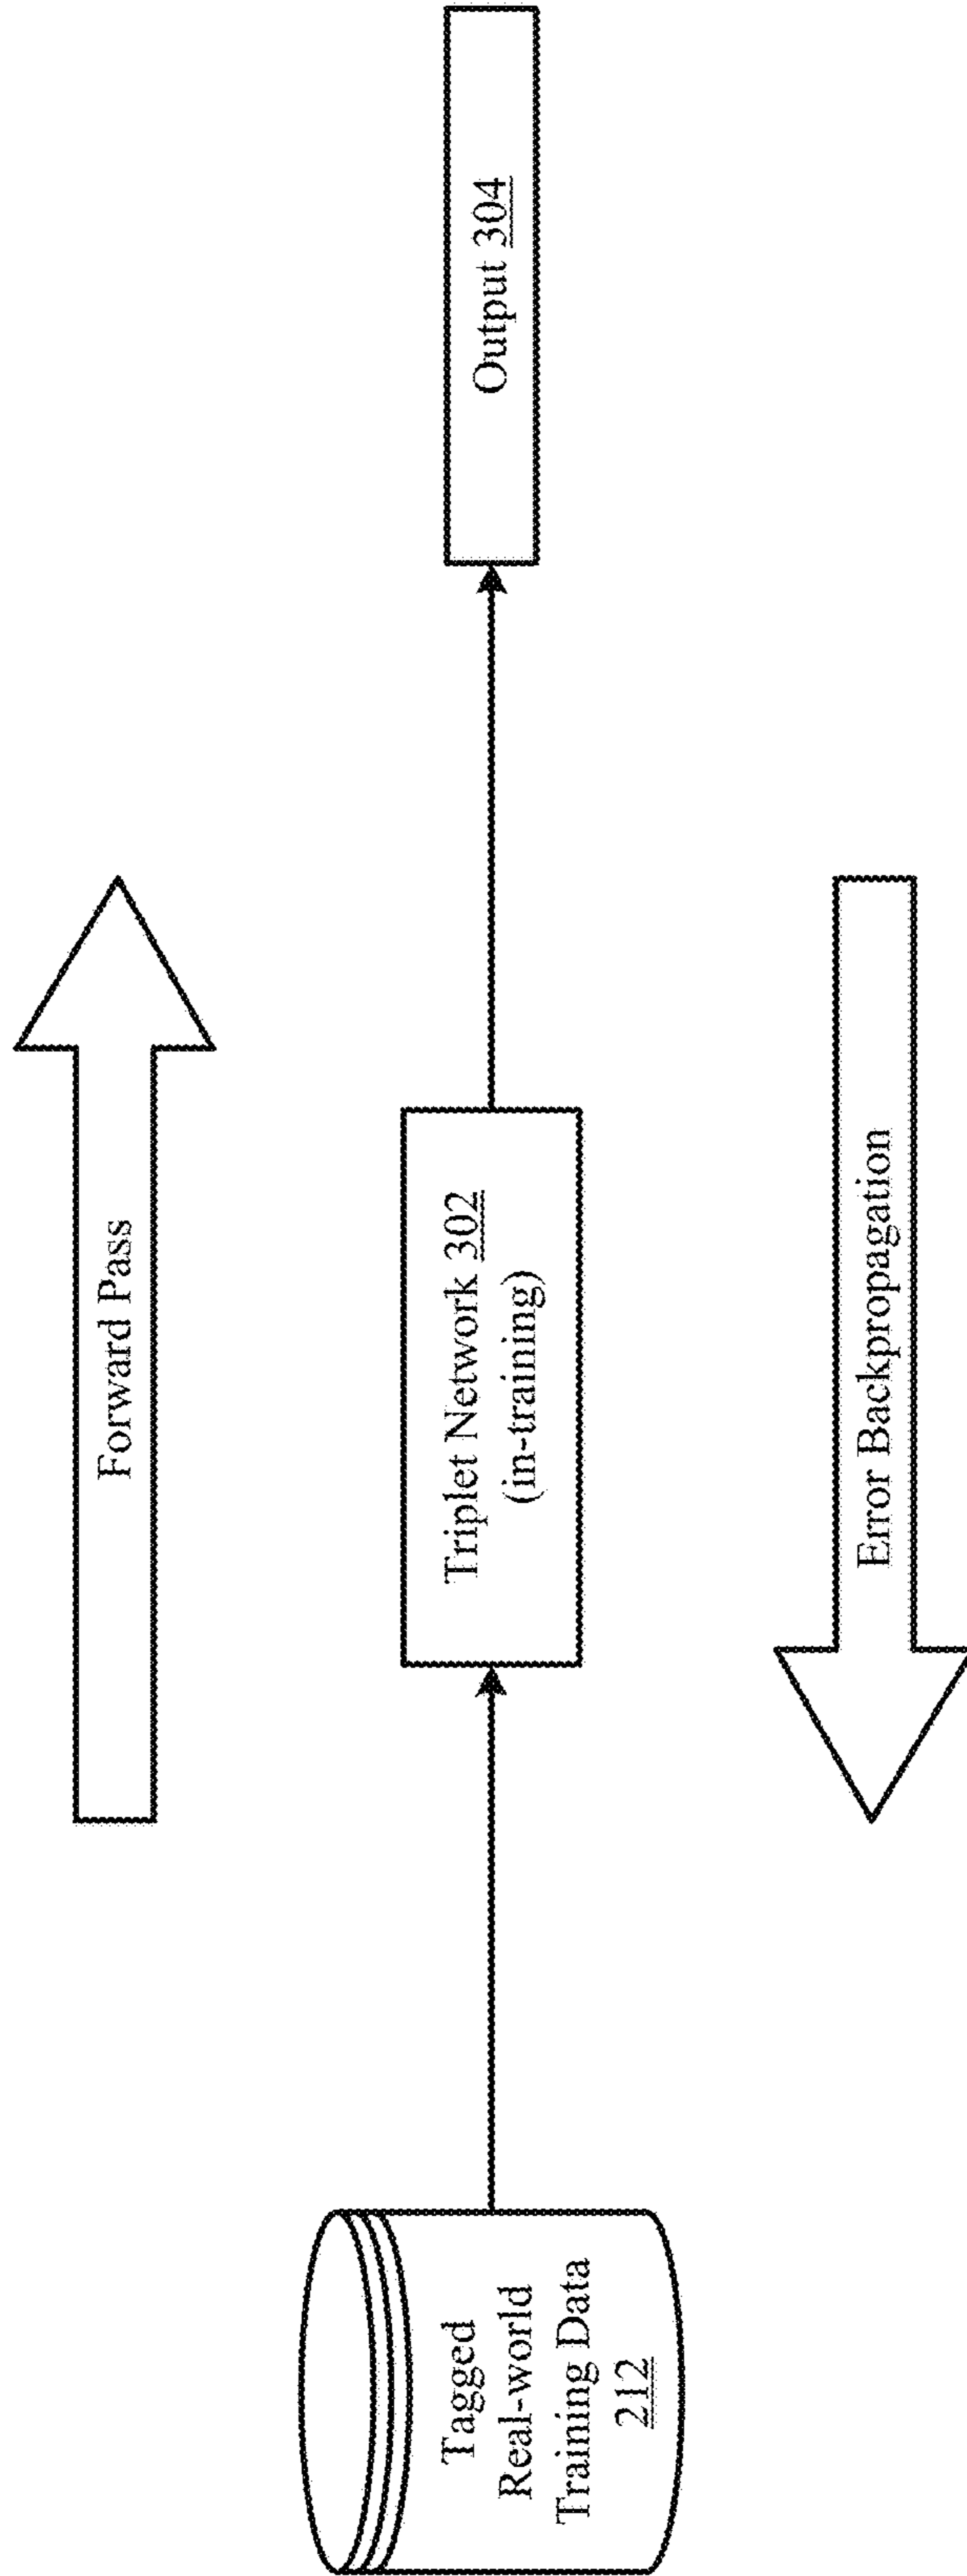 Forward Pass
Tagged
Real-world
Training Data
212
Triplet Network 302
(in-training)
Output 304
Error Backpropagation